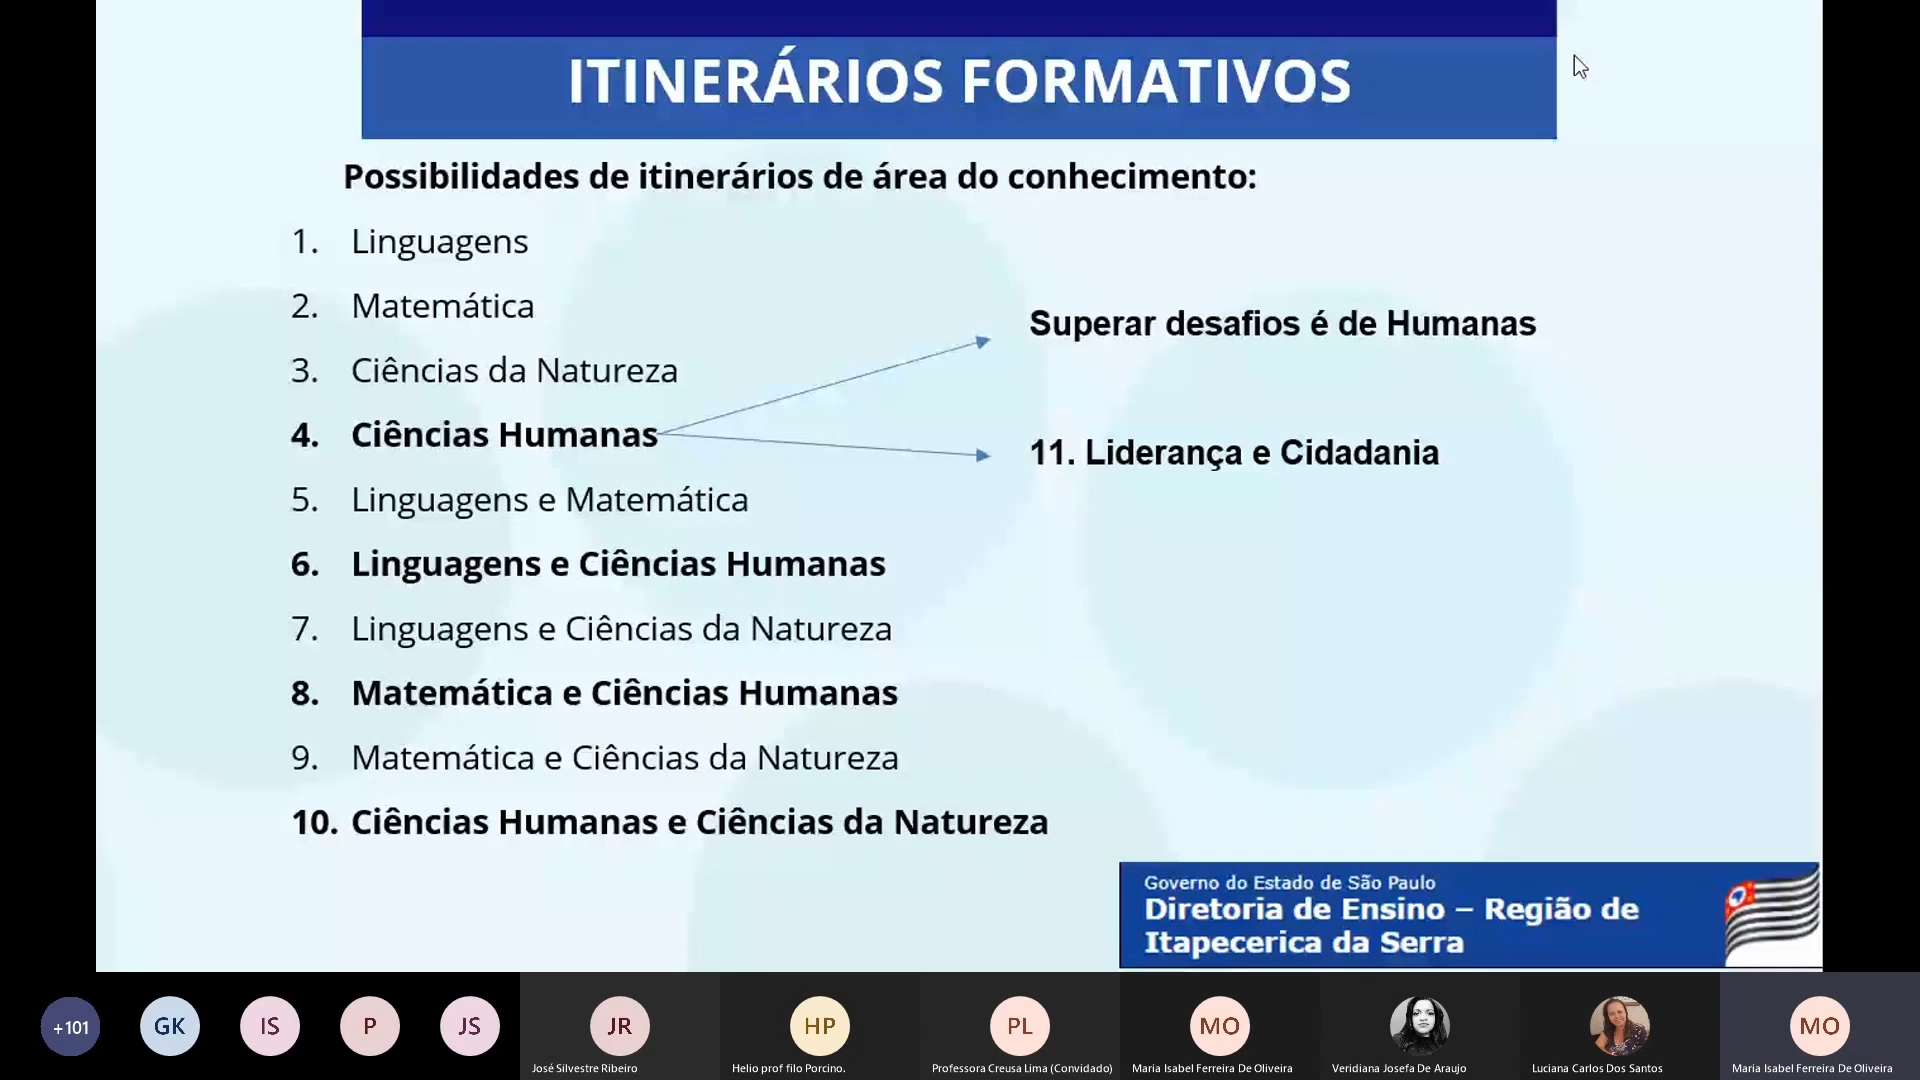 ITINERÁRIOS FORMATIVOS
Possibilidades de itinerários de área do conhecimento:
1. Linguagens
2. Matemática
3. Ciências da Natureza
4. Ciências Humanas
5. Linguagens e Matemática
6. Linguagens e Ciências Humanas
7. Linguagens e Ciências da Natureza
8. Matemática e Ciências Humanas
9. Matemática e Ciências da Natureza
10. Ciências Humanas e Ciências da Natureza
Superar desafios é de Humanas
11. Liderança e Cidadania
Governo do Estado de São Paulo
Diretoria de Ensino – Região de
Itapecerica da Serra
+101 GK IS P JS JR HP PL MO MO
José Silvestre Ribeiro
Helio prof filo Porcino.
Professora Creusa Lima (Convidado)
Maria Isabel Ferreira De Oliveira
Veridiana Josefa De Araujo
Luciana Carlos Dos Santos
Maria Isabel Ferreira De Oliveira